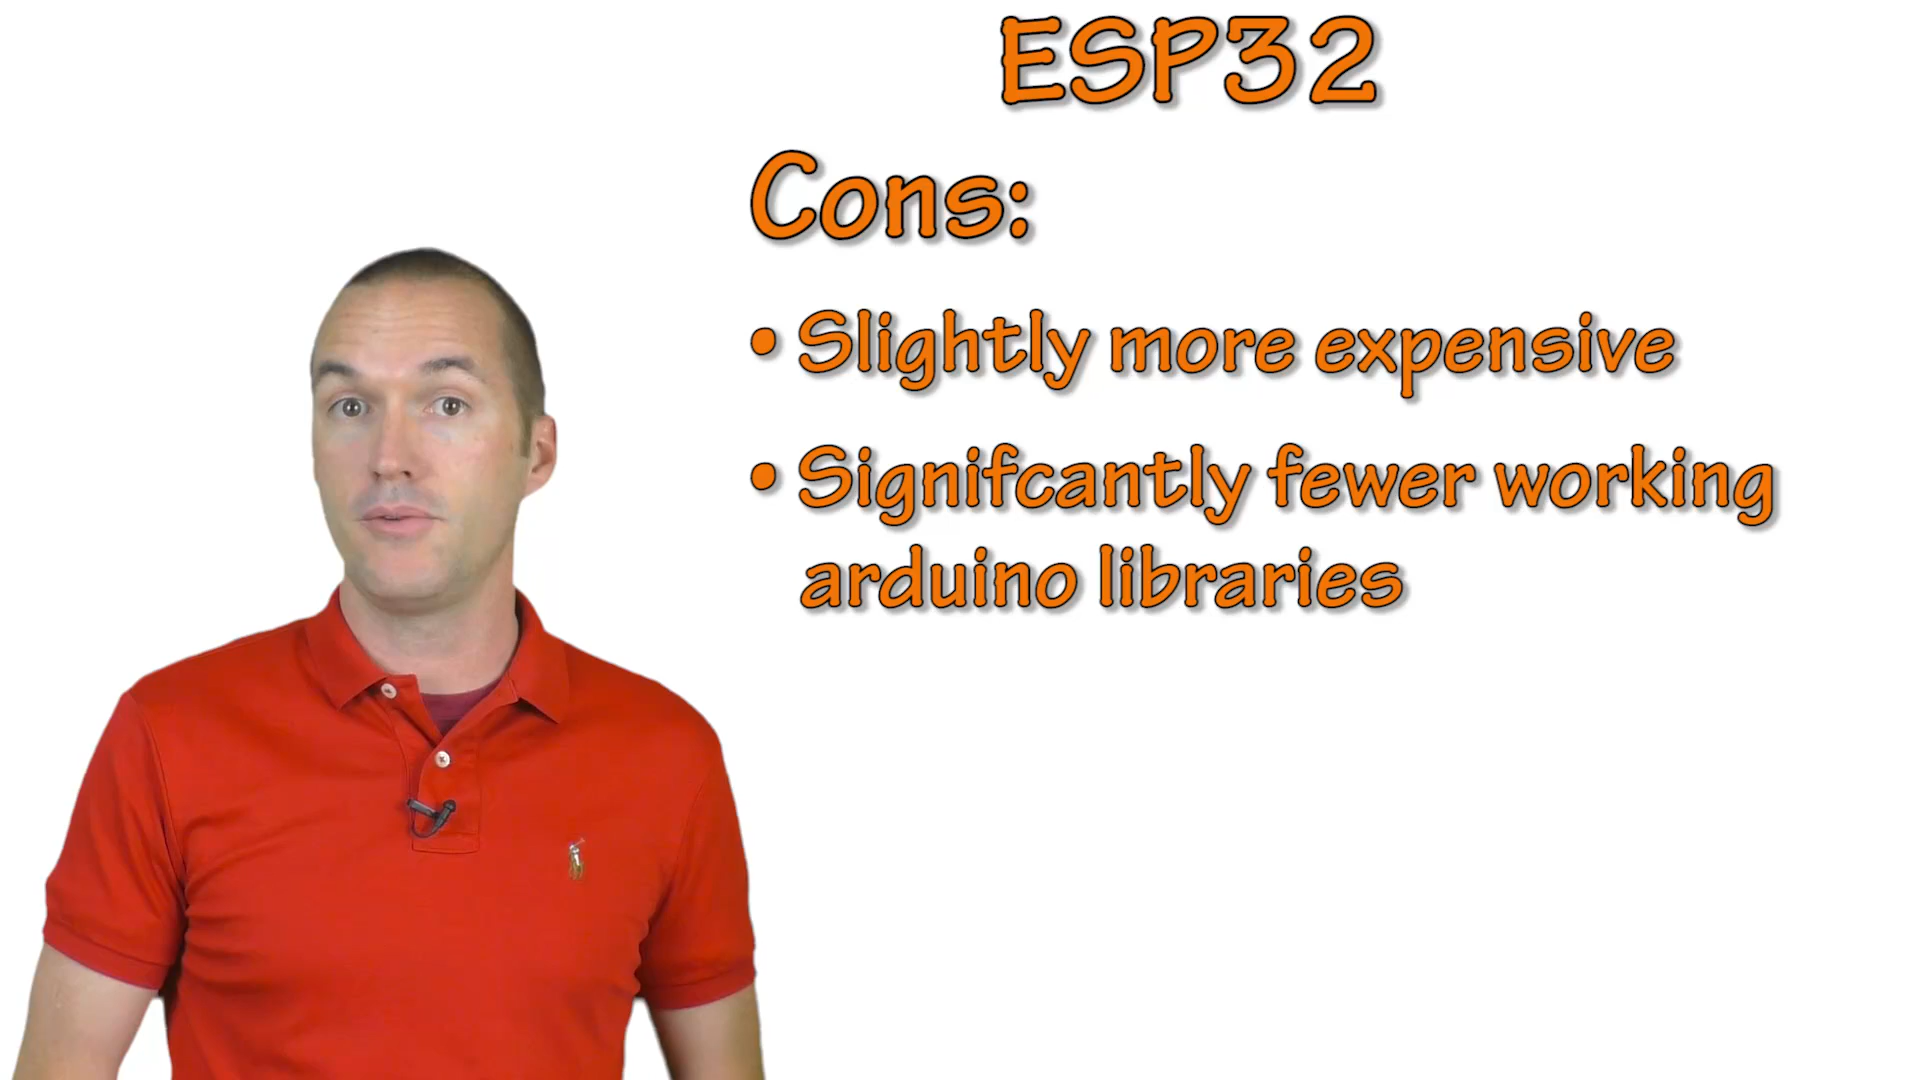 ESP32
Cons:
• Slightly more expensive
• Signifcantly fewer working
arduino libraries